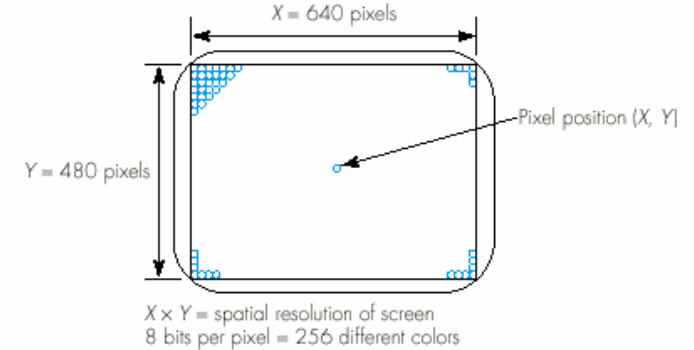 X = 640 pixels
Pixel position (X, Y)
Y = 480 pixels
X × Y = spatial resolution of screen
8 bits per pixel = 256 different colors